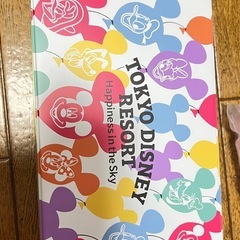 TOKYO DISNEY
RESORT
Happiness in the Sky